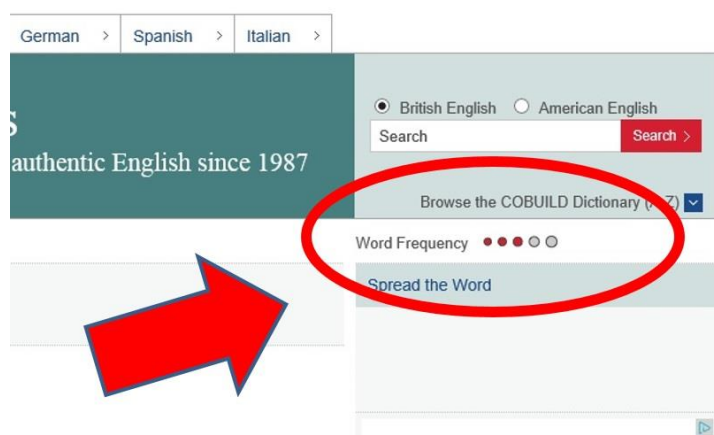 German > Spanish > Italian >
British English American English
Search Search >
authentic English since 1987
Browse the COBUILD Dictionary
Word Frequency
Spread the Word